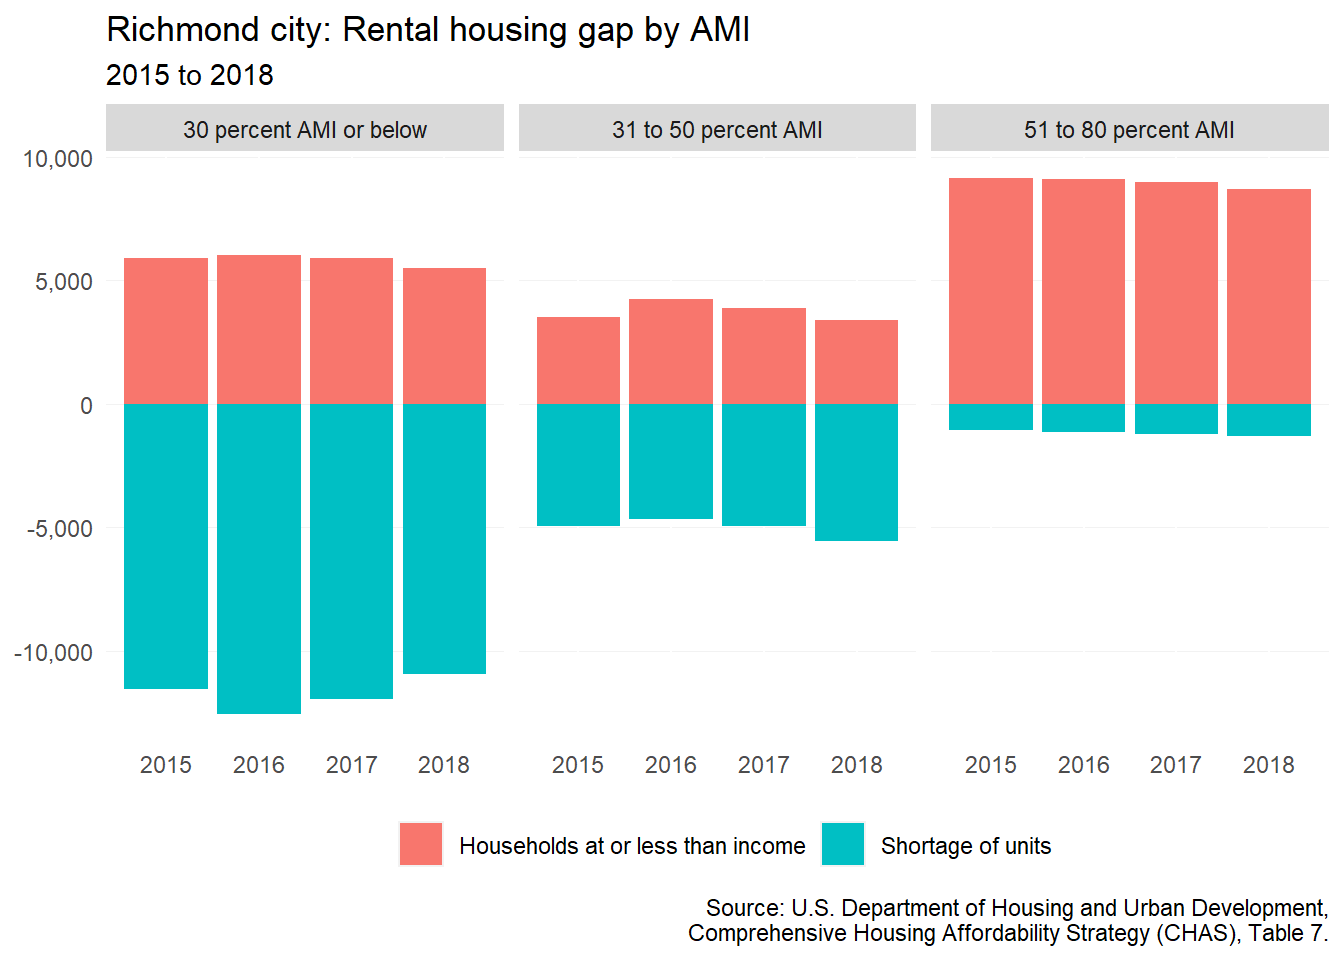 Richmond city: Rental housing gap by AMI
2015 to 2018
30 percent AMI or below
31 to 50 percent AMI
51 to 80 percent AMI
10,000
5,000
0
-5,000
-10,000
2015 2016 2017 2018
2015 2016 2017 2018
2015 2016 2017 2018
Households at or less than income
Shortage of units
Source: U.S. Department of Housing and Urban Development,
Comprehensive Housing Affordability Strategy (CHAS), Table 7.